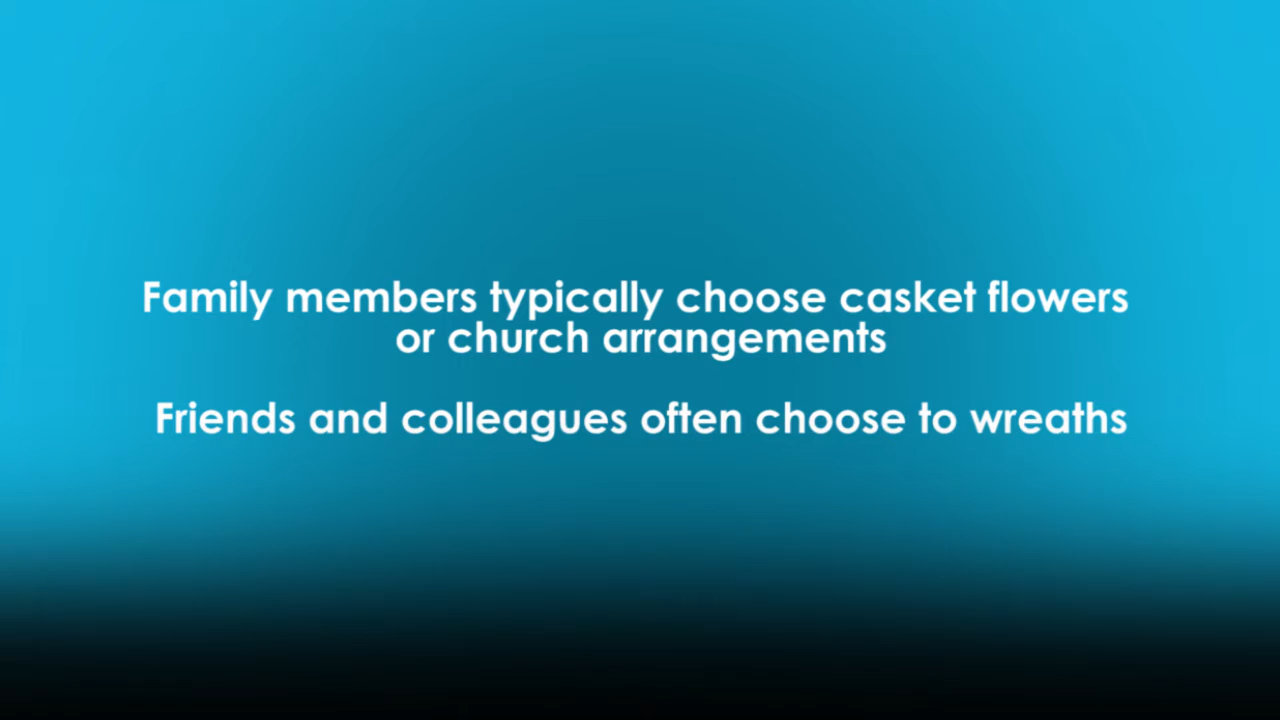 Family members typically choose casket flowers
or church arrangements
Friends and colleagues often choose to wreaths